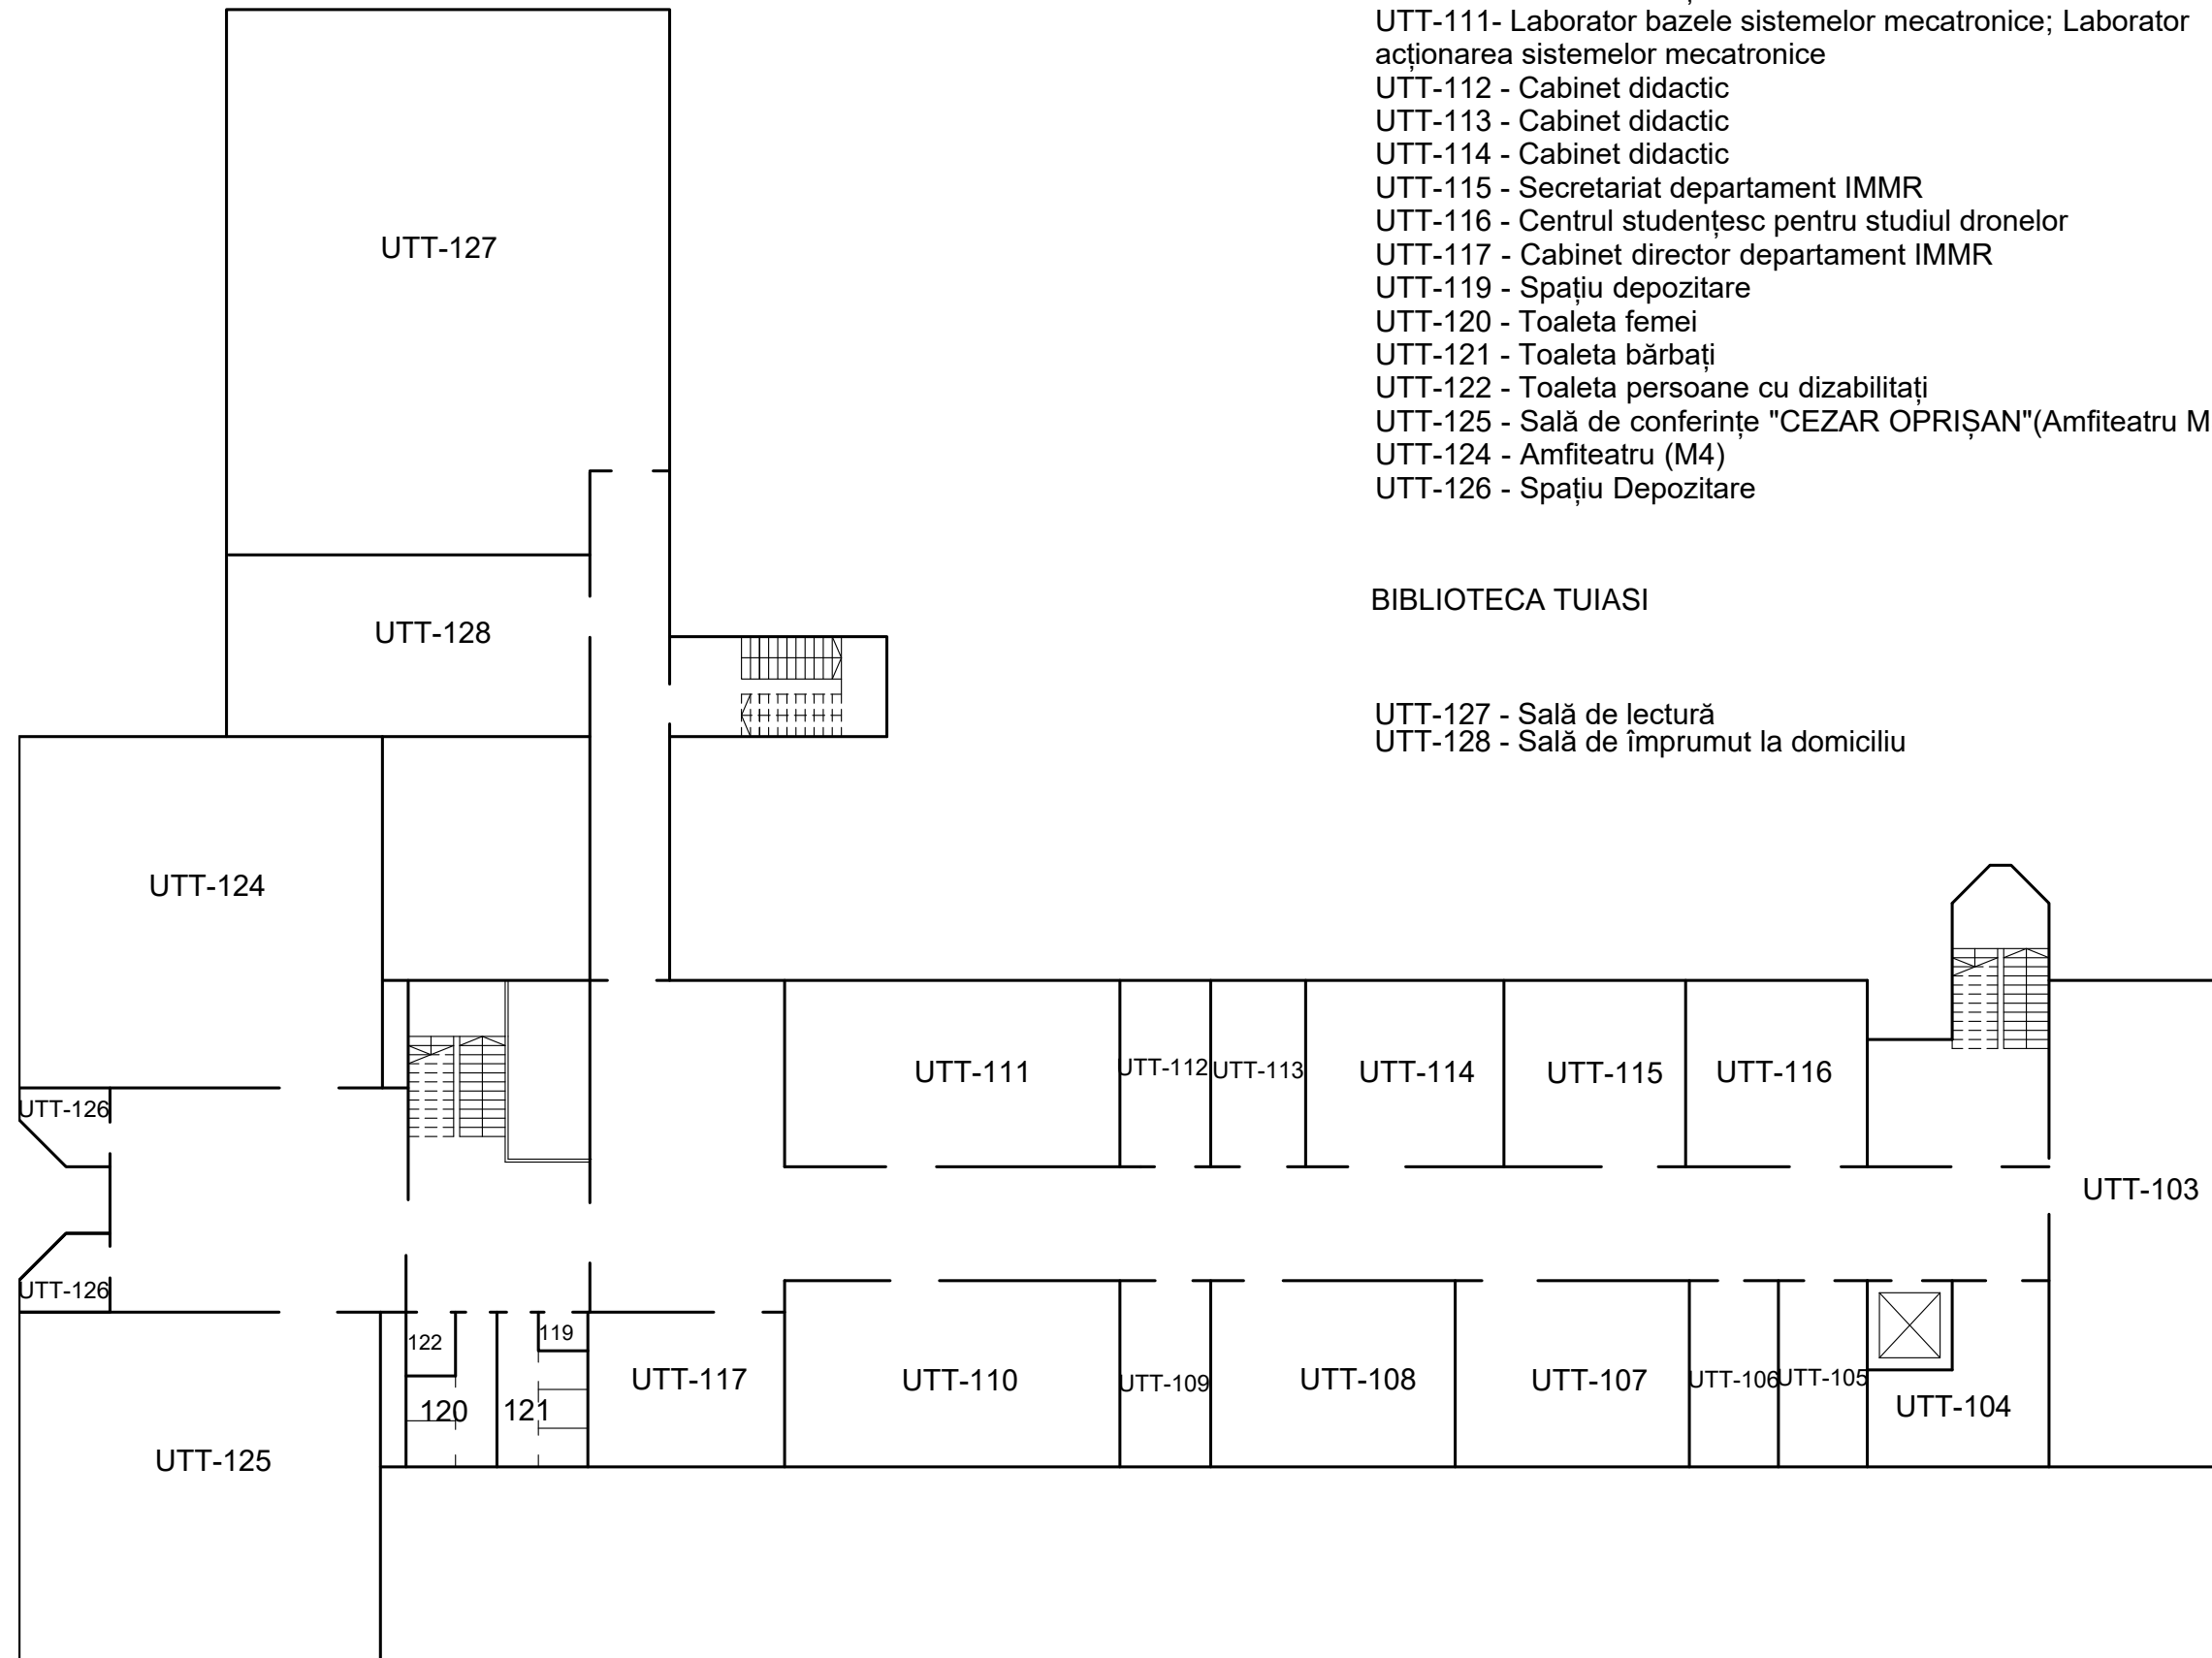 UTT-111- Laborator bazele sistemelor mecatronice; Laborator
acționarea sistemelor mecatronice
UTT-112 - Cabinet didactic
UTT-113 - Cabinet didactic
UTT-114 - Cabinet didactic
UTT-115 - Secretariat departament IMMR
UTT-116 - Centrul studențesc pentru studiul dronelor
UTT-117 - Cabinet director departament IMMR
UTT-119 - Spațiu depozitare
UTT-120 - Toaleta femei
UTT-121 - Toaleta bărbați
UTT-122 - Toaleta persoane cu dizabilitați
UTT-125 - Sală de conferințe "CEZAR OPRIȘAN"(Amfiteatru M
UTT-124 - Amfiteatru (M4)
UTT-126 - Spațiu Depozitare
BIBLIOTECA TUIASI
UTT-127 - Sală de lectură
UTT-128 - Sală de împrumut la domiciliu
UTT-127
UTT-128
UTT-124
UTT-111
UTT-112
UTT-113
UTT-114
UTT-115
UTT-116
UTT-126
UTT-103
UTT-126
122
119
UTT-117
UTT-110
UTT-109
UTT-108
UTT-107
UTT-106
UTT-105
UTT-104
120
121
UTT-125